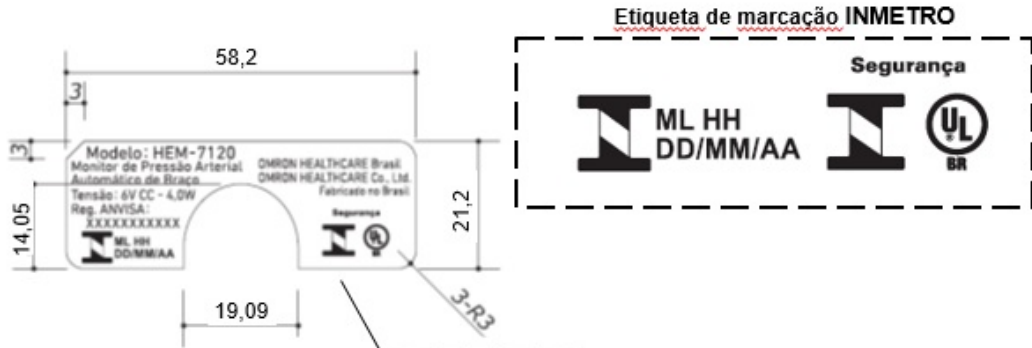 Etiqueta de marcação INMETRO
Segurança
ML HH
DD/MM/AA
UL
BR
58,2
3
3
14,05
21,2
19,09
3-R3
Modelo: HEM-7120
Monitor de Pressão Arterial
Automático de Braço
Tensão: 6V CC - 4,0W
Reg. ANVISA:
XXXXXXXXXXX
ML HH
DD/MM/AA
OMRON HEALTHCARE Brasil
OMRON HEALTHCARE Co., Ltd.
Fabricado no Brasil
Segurança
UL
BR